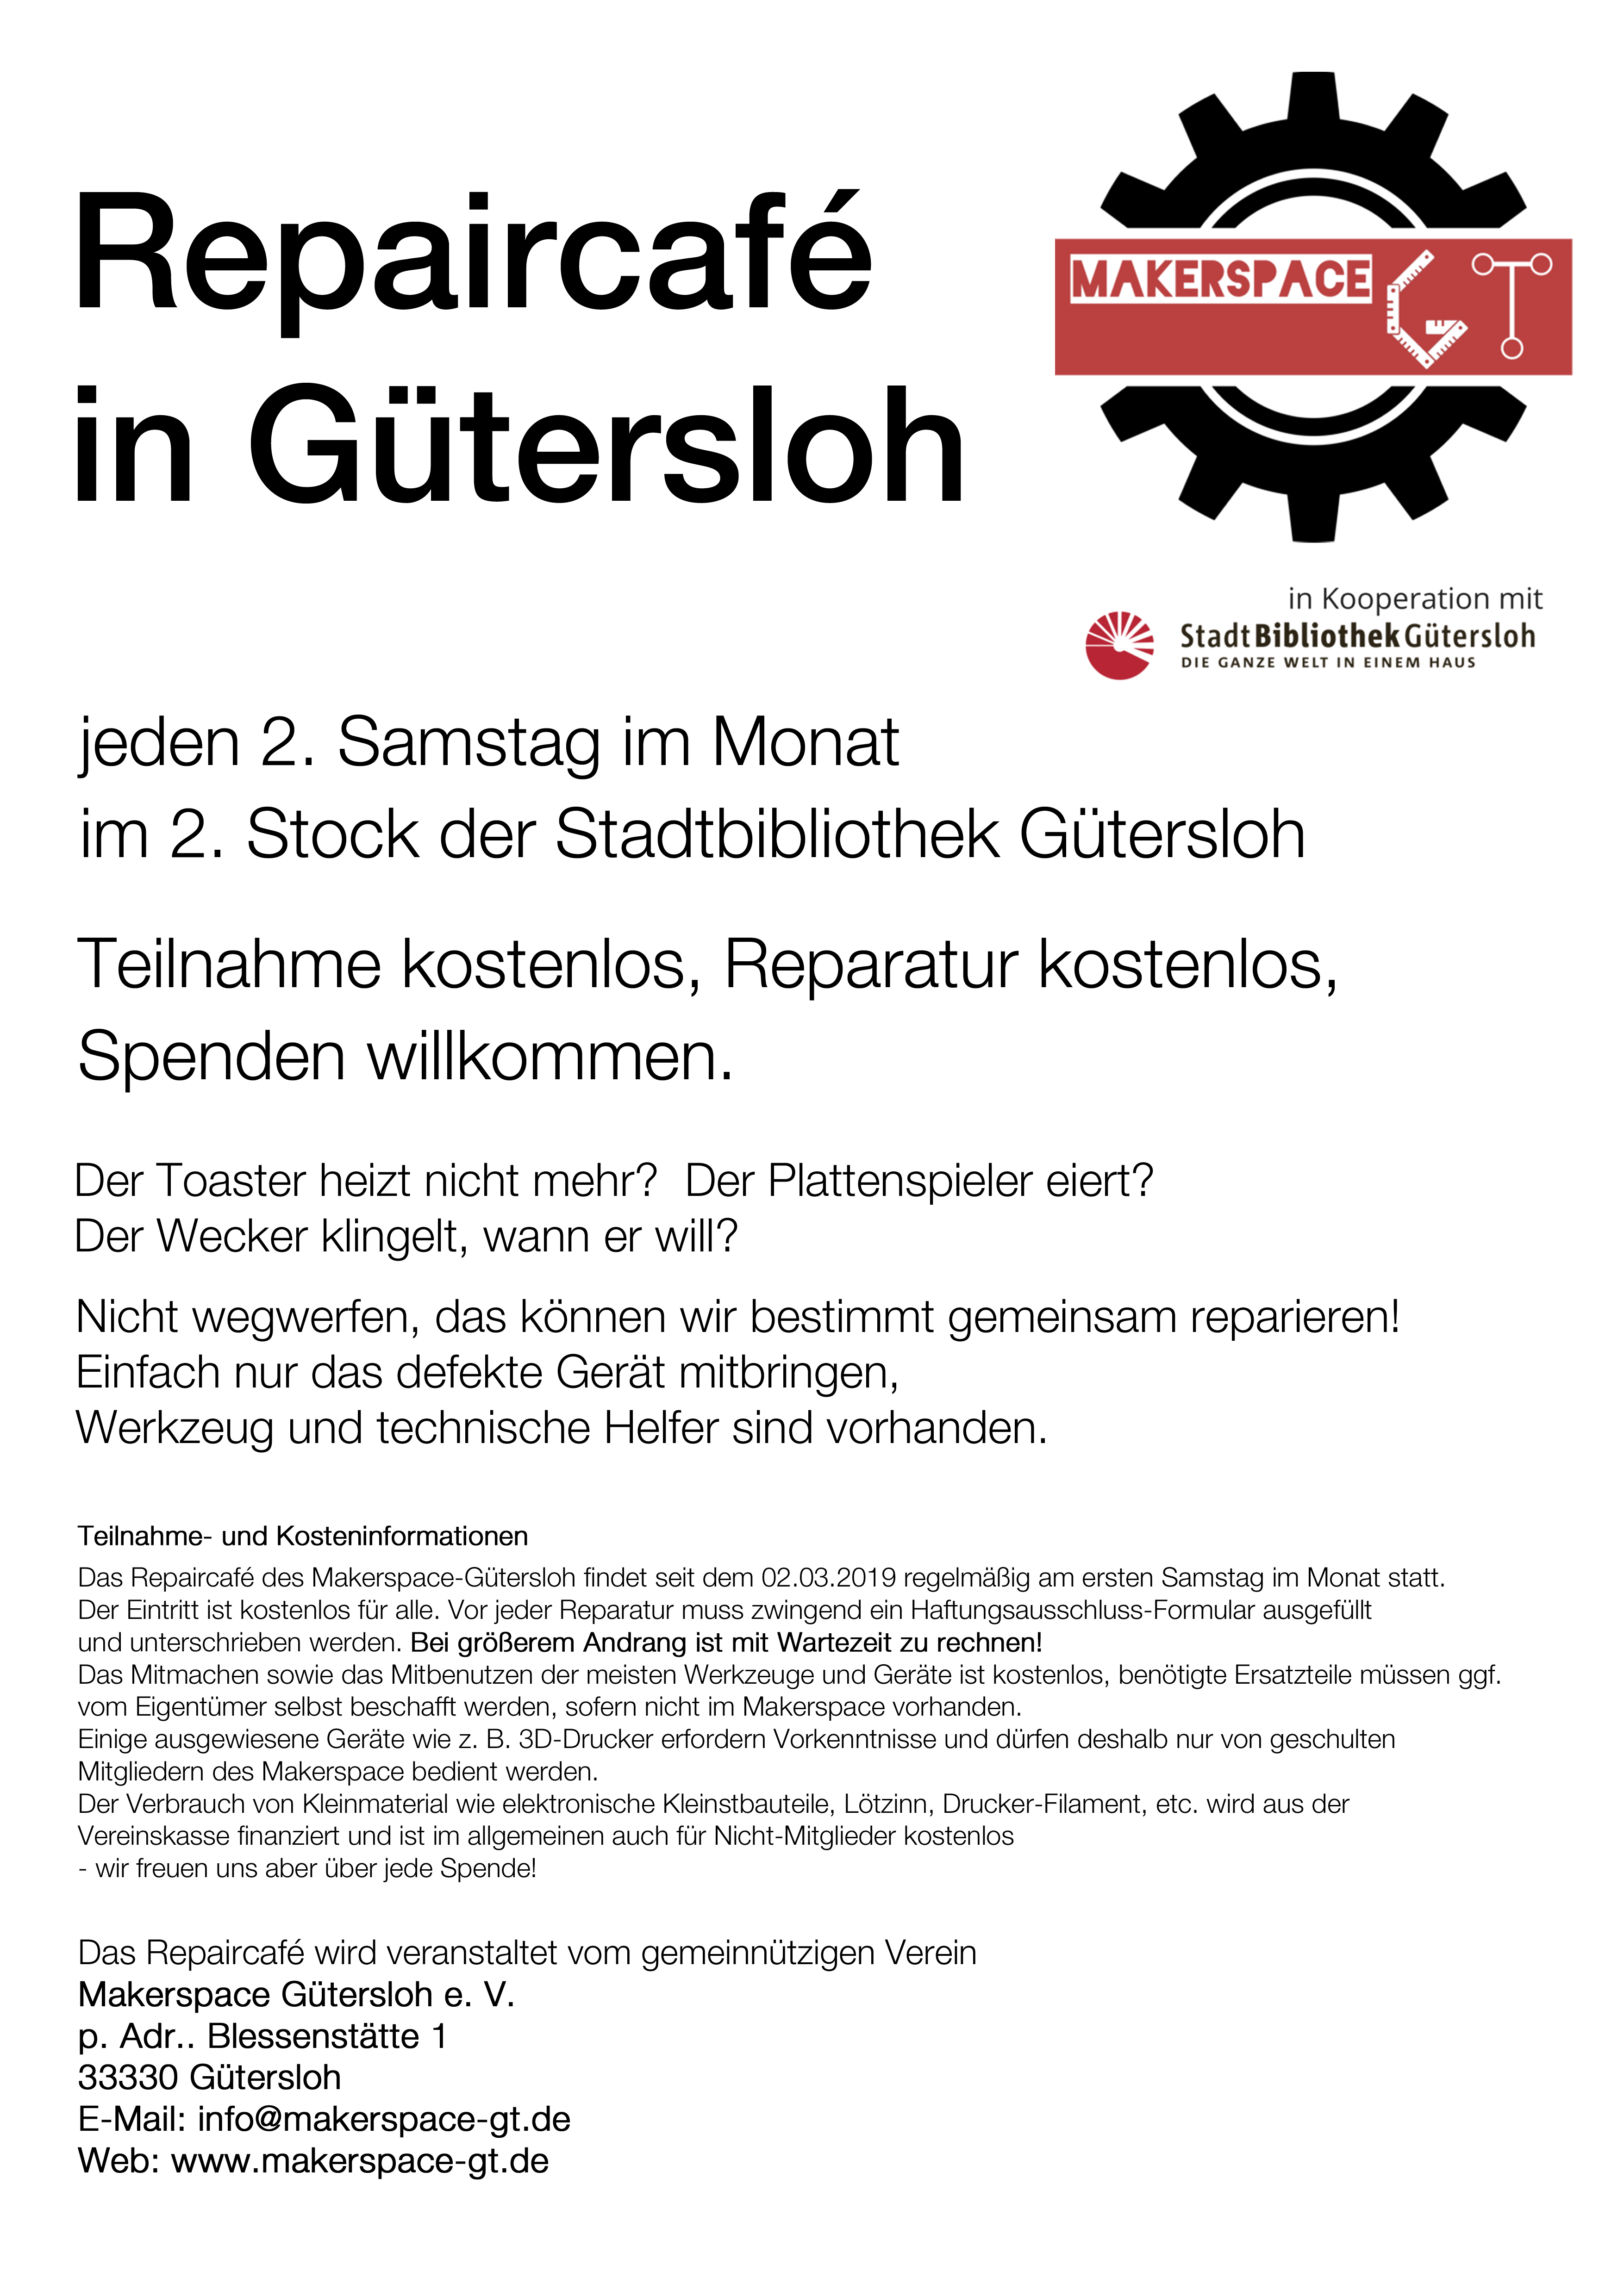 Repaircafé
in Gütersloh
MAKERSPACE GT
in Kooperation mit
StadtBibliothekGütersloh
DIE GANZE WELT IN EINEM HAUS
jeden 2. Samstag im Monat
im 2. Stock der Stadtbibliothek Gütersloh
Teilnahme kostenlos, Reparatur kostenlos,
Spenden willkommen.
Der Toaster heizt nicht mehr?  Der Plattenspieler eiert?
Der Wecker klingelt, wann er will?
Nicht wegwerfen, das können wir bestimmt gemeinsam reparieren!
Einfach nur das defekte Gerät mitbringen,
Werkzeug und technische Helfer sind vorhanden.
Teilnahme- und Kosteninformationen
Das Repaircafé des Makerspace-Gütersloh findet seit dem 02.03.2019 regelmäßig am ersten Samstag im Monat statt.
Der Eintritt ist kostenlos für alle. Vor jeder Reparatur muss zwingend ein Haftungsausschluss-Formular ausgefüllt
und unterschrieben werden. Bei größerem Andrang ist mit Wartezeit zu rechnen!
Das Mitmachen sowie das Mitbenutzen der meisten Werkzeuge und Geräte ist kostenlos, benötigte Ersatzteile müssen ggf.
vom Eigentümer selbst beschafft werden, sofern nicht im Makerspace vorhanden.
Einige ausgewiesene Geräte wie z. B. 3D-Drucker erfordern Vorkenntnisse und dürfen deshalb nur von geschulten
Mitgliedern des Makerspace bedient werden.
Der Verbrauch von Kleinmaterial wie elektronische Kleinstbauteile, Lötzinn, Drucker-Filament, etc. wird aus der
Vereinskasse finanziert und ist im allgemeinen auch für Nicht-Mitglieder kostenlos
- wir freuen uns aber über jede Spende!
Das Repaircafé wird veranstaltet vom gemeinnützigen Verein
Makerspace Gütersloh e. V.
p. Adr.. Blessenstätte 1
33330 Gütersloh
E-Mail: info@makerspace-gt.de
Web: www.makerspace-gt.de